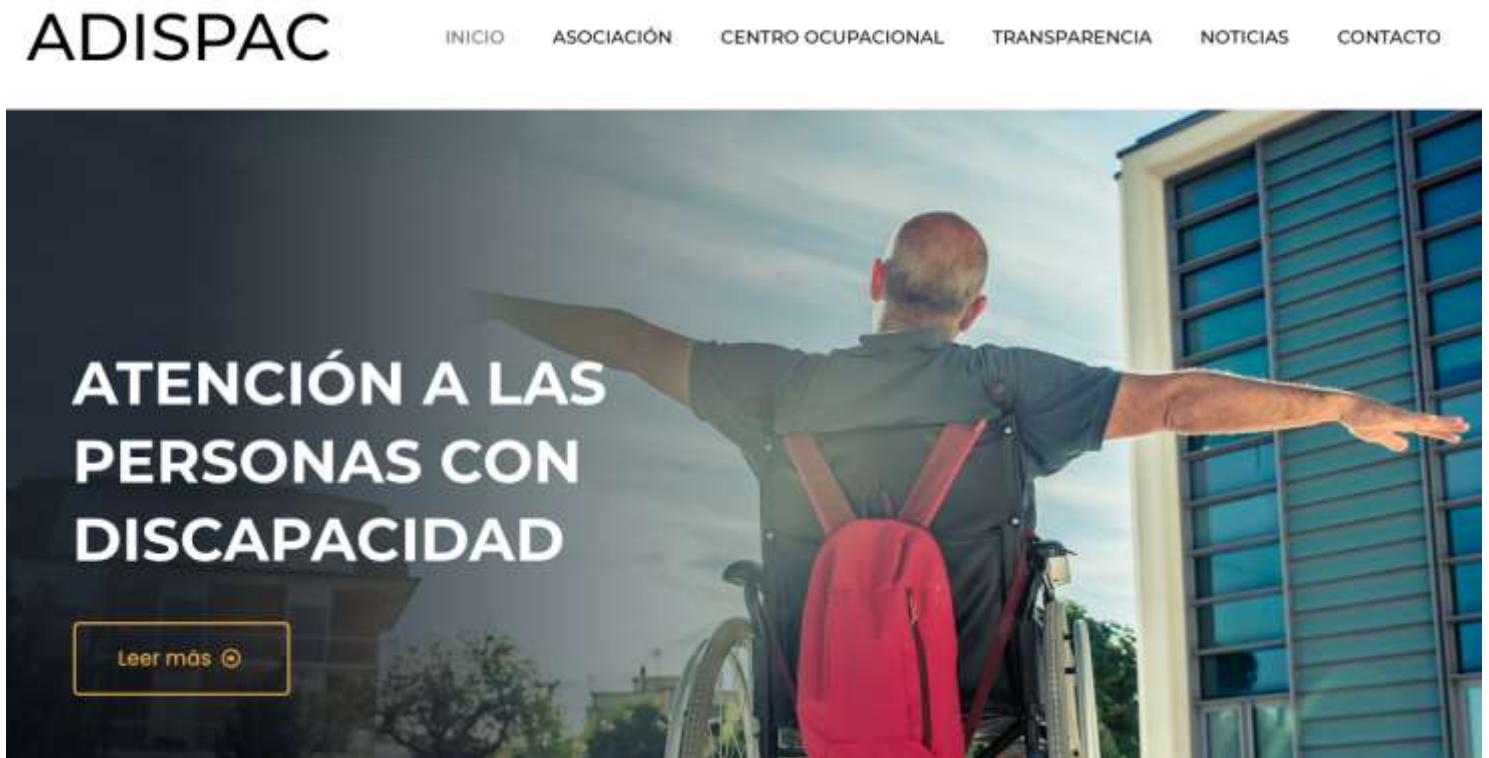 ADISPAC
INICIO ASOCIACIÓN CENTRO OCUPACIONAL TRANSPARENCIA NOTICIAS CONTACTO
ATENCIÓN A LAS
PERSONAS CON
DISCAPACIDAD
Leer más